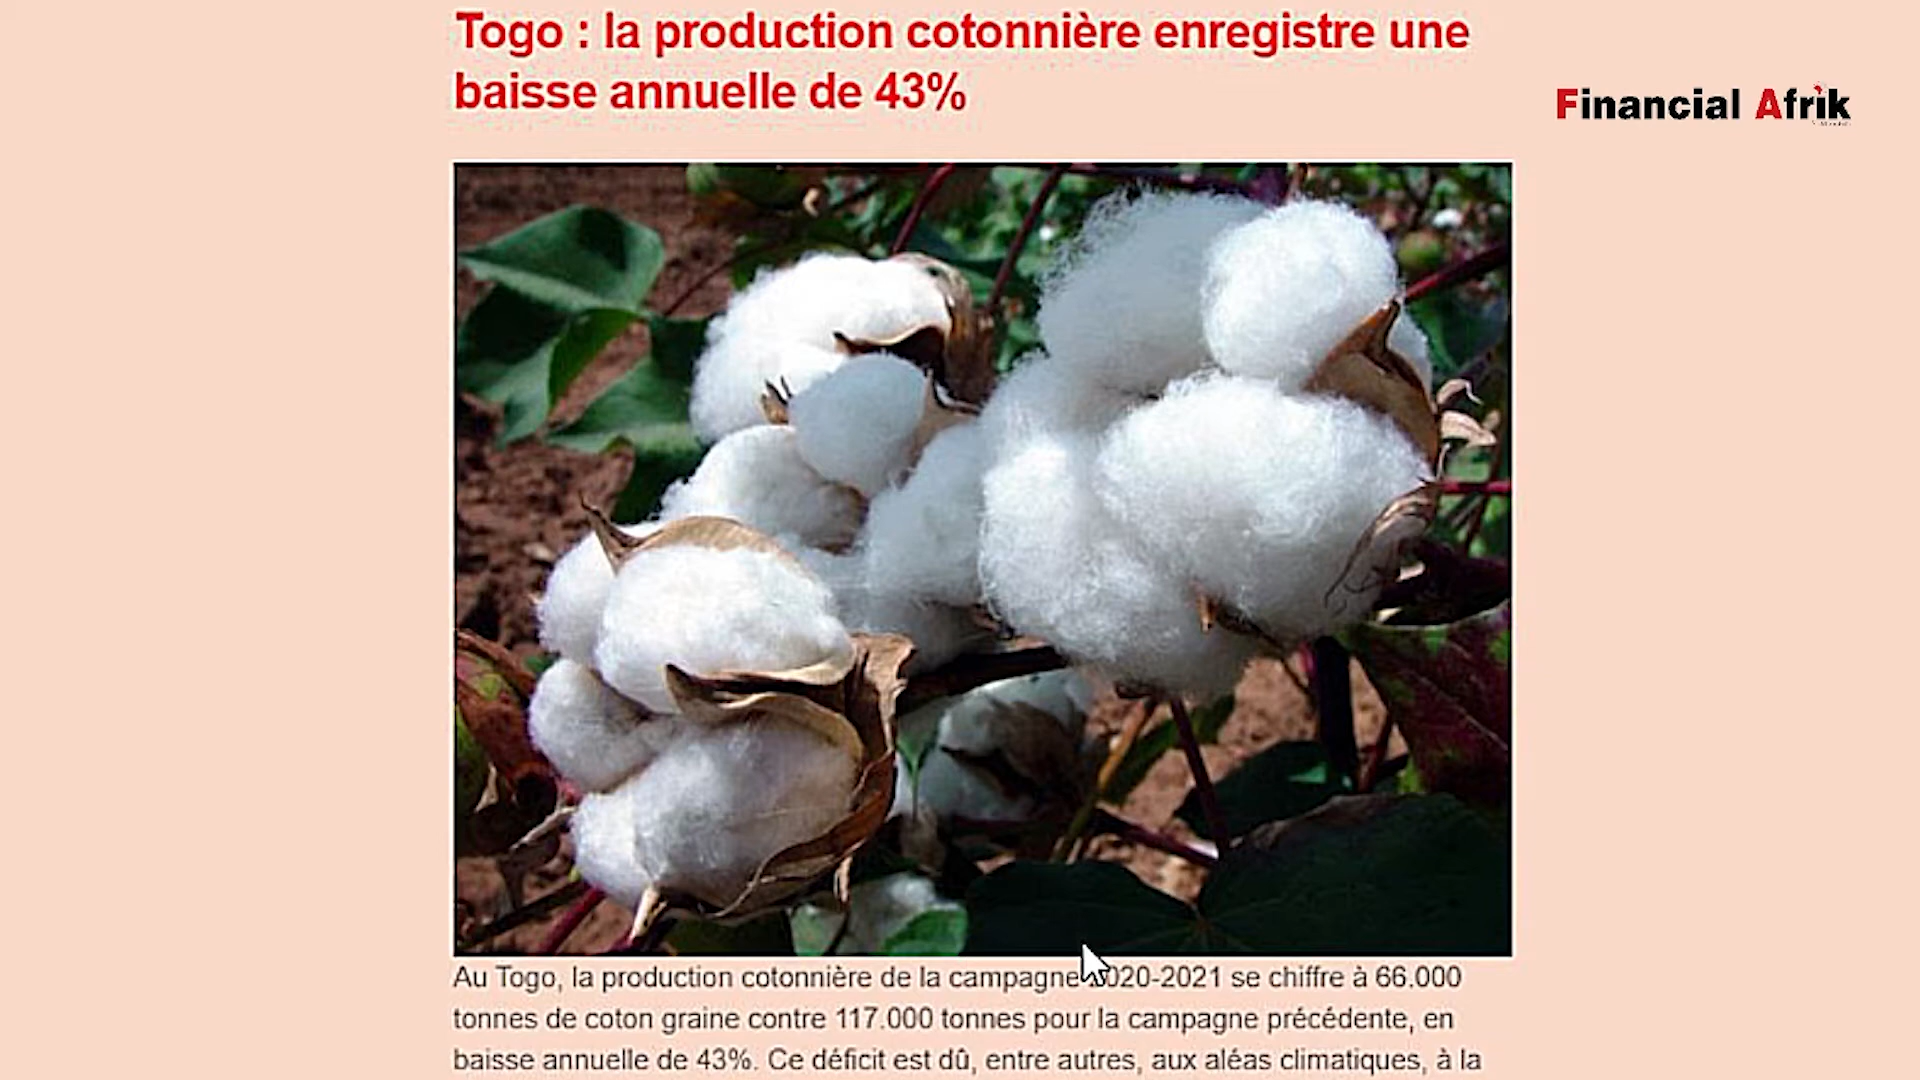 Togo : la production cotonnière enregistre une
baisse annuelle de 43%
Financial Afrik
Au Togo, la production cotonnière de la campagne 2020-2021 se chiffre à 66.000
tonnes de coton graine contre 117.000 tonnes pour la campagne précédente, en
baisse annuelle de 43%. Ce déficit est dû, entre autres, aux aléas climatiques, à la